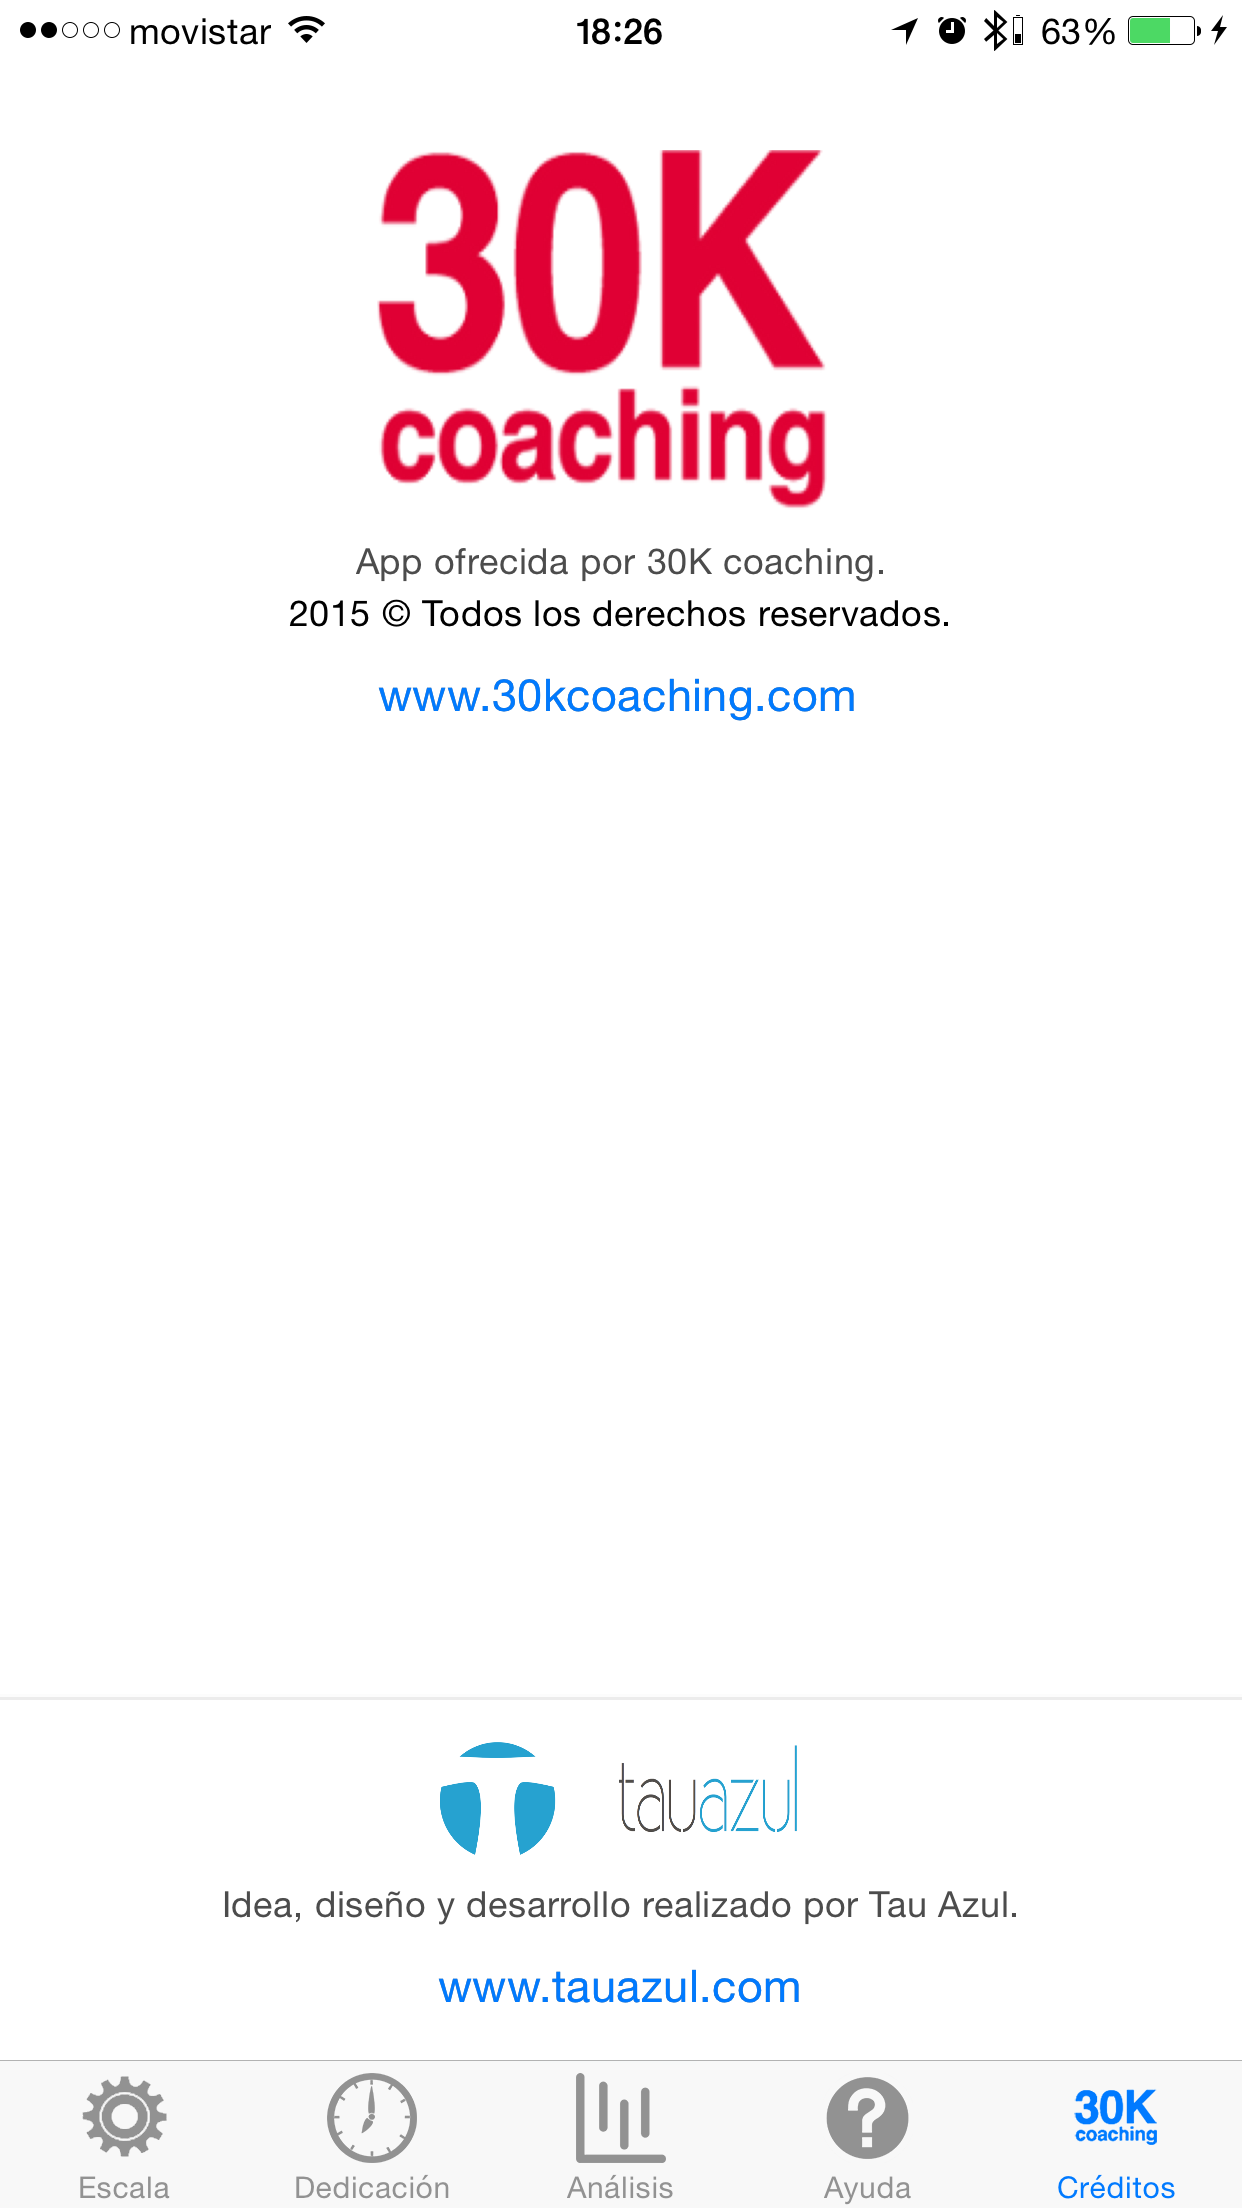 movistar 18:26 63%
30K
coaching
App ofrecida por 30K coaching.
2015 © Todos los derechos reservados.
www.30kcoaching.com
tauazul
Idea, diseño y desarrollo realizado por Tau Azul.
www.tauazul.com
30K
coaching
Escala Dedicación Análisis Ayuda Créditos